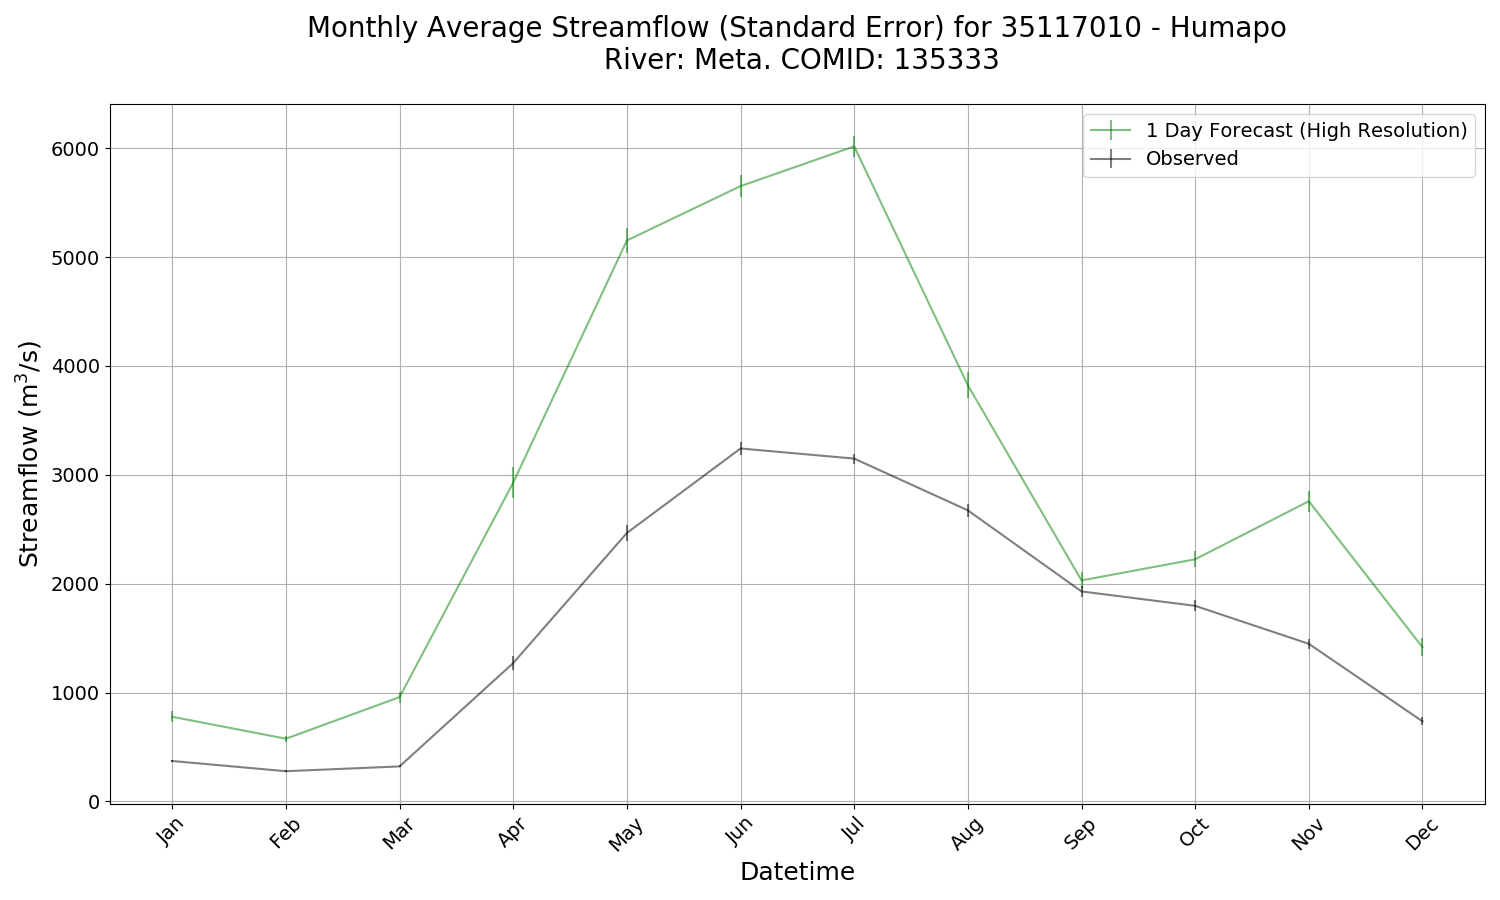 Monthly Average Streamflow (Standard Error) for 35117010 - Humapo
River: Meta. COMID: 135333
1 Day Forecast (High Resolution)
Observed
6000
5000
4000
3000
2000
1000
0
Streamflow (m³/s)
Jan Feb Mar Apr May Jun Jul Aug Sep Oct Nov Dec
Datetime